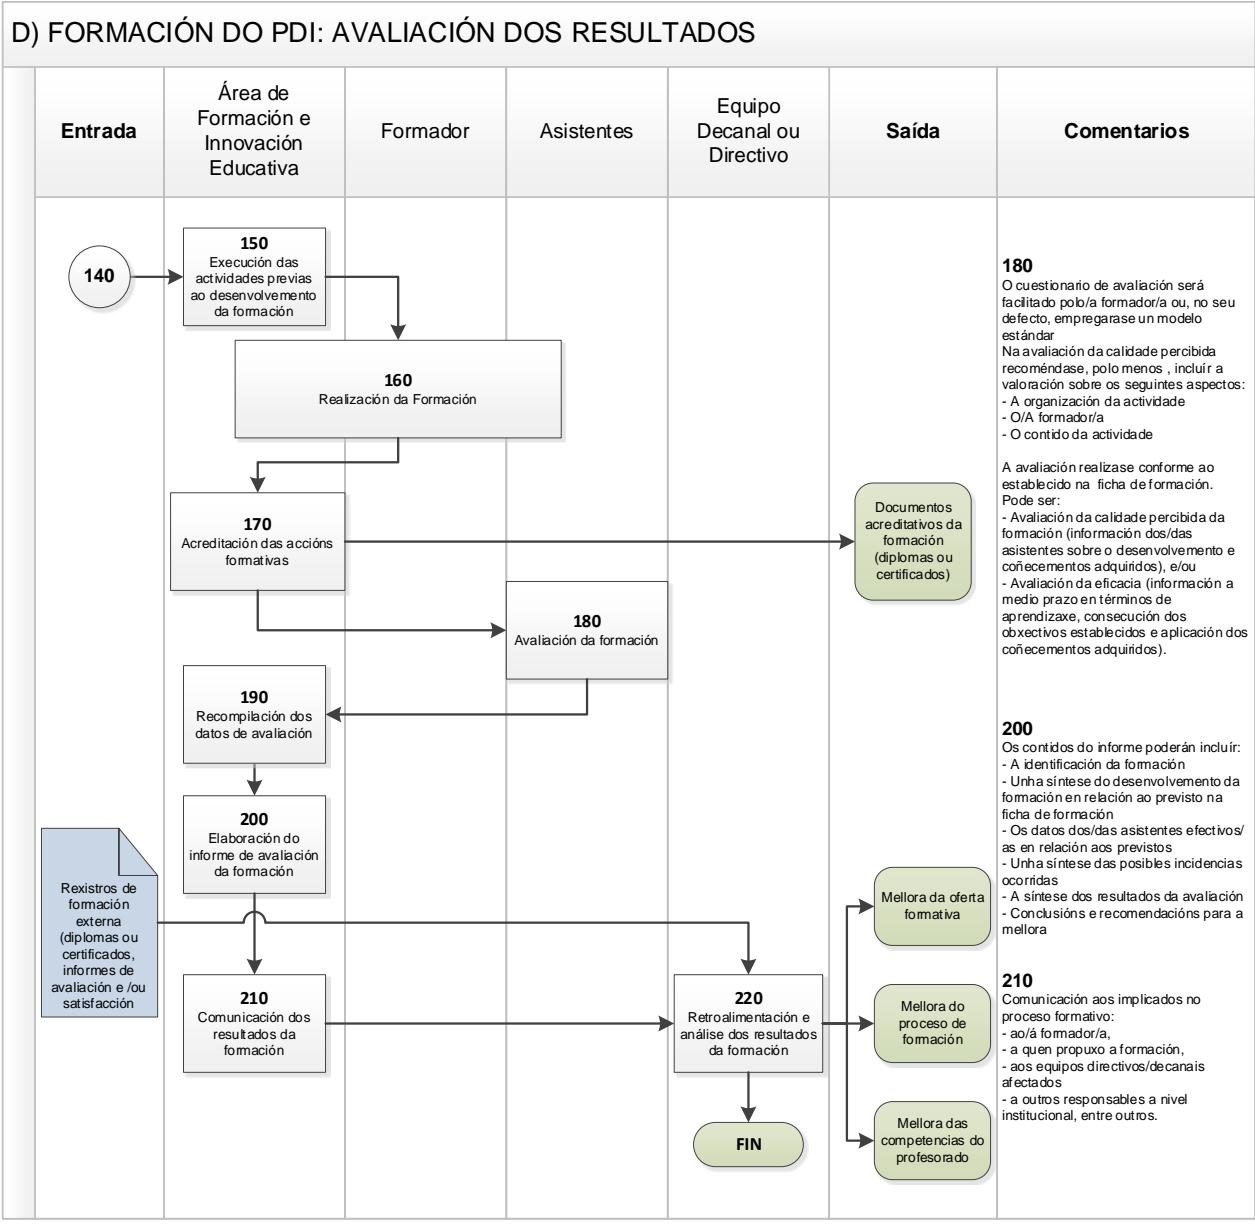 D) FORMACIÓN DO PDI: AVALIACIÓN DOS RESULTADOS
Entrada
Área de
Formación e
Innovación
Educativa
Formador
Asistentes
Equipo
Decanal ou
Directivo
Saída
Comentarios
140
150
Execución das
actividades previas
ao desenvolvemento
da formación
160
Realización da Formación
170
Acreditación das accións
formativas
Documentos
acreditativos da
formación
(diplomas ou
certificados)
180
Avaliación da formación
190
Recompilación dos
datos de avaliación
200
Elaboración do
informe de avaliación
da formación
Rexistros de
formación
externa
(diplomas ou
certificados,
informes de
avaliación e /ou
satisfacción
210
Comunicación dos
resultados da
formación
220
Retroalimentación e
análise dos resultados
da formación
FIN
Mellora da oferta
formativa
Mellora do
proceso de
formación
Mellora das
competencias do
profesorado
180
O cuestionario de avaliación será
facilitado polo/a formador/a ou, no seu
defecto, empregarase un modelo
estándar
Na avaliación da calidade percibida
recoméndase, polo menos , incluír a
valoración sobre os seguintes aspectos:
- A organización da actividade
- O/A formador/a
- O contido da actividade
A avaliación realizase conforme ao
establecido na ficha de formación.
Pode ser:
- Avaliación da calidade percibida da
formación (información dos/das
asistentes sobre o desenvolvemento e
coñecementos adquiridos), e/ou
- Avaliación da eficacia (información a
medio prazo en términos de
aprendizaxe, consecución dos
obxectivos establecidos e aplicación dos
coñecementos adquiridos).
200
Os contidos do informe poderán incluír:
- A identificación da formación
- Unha síntese do desenvolvemento da
formación en relación ao previsto na
ficha de formación
- Os datos dos/das asistentes efectivos/
as en relación aos previstos
- Unha síntese das posibles incidencias
ocorridas
- A síntese dos resultados da avaliación
- Conclusións e recomendacións para a
mellora
210
Comunicación aos implicados no
proceso formativo:
- ao/á formador/a,
- a quen propuxo a formación,
- aos equipos directivos/decanais
afectados
- a outros responsables a nivel
institucional, entre outros.